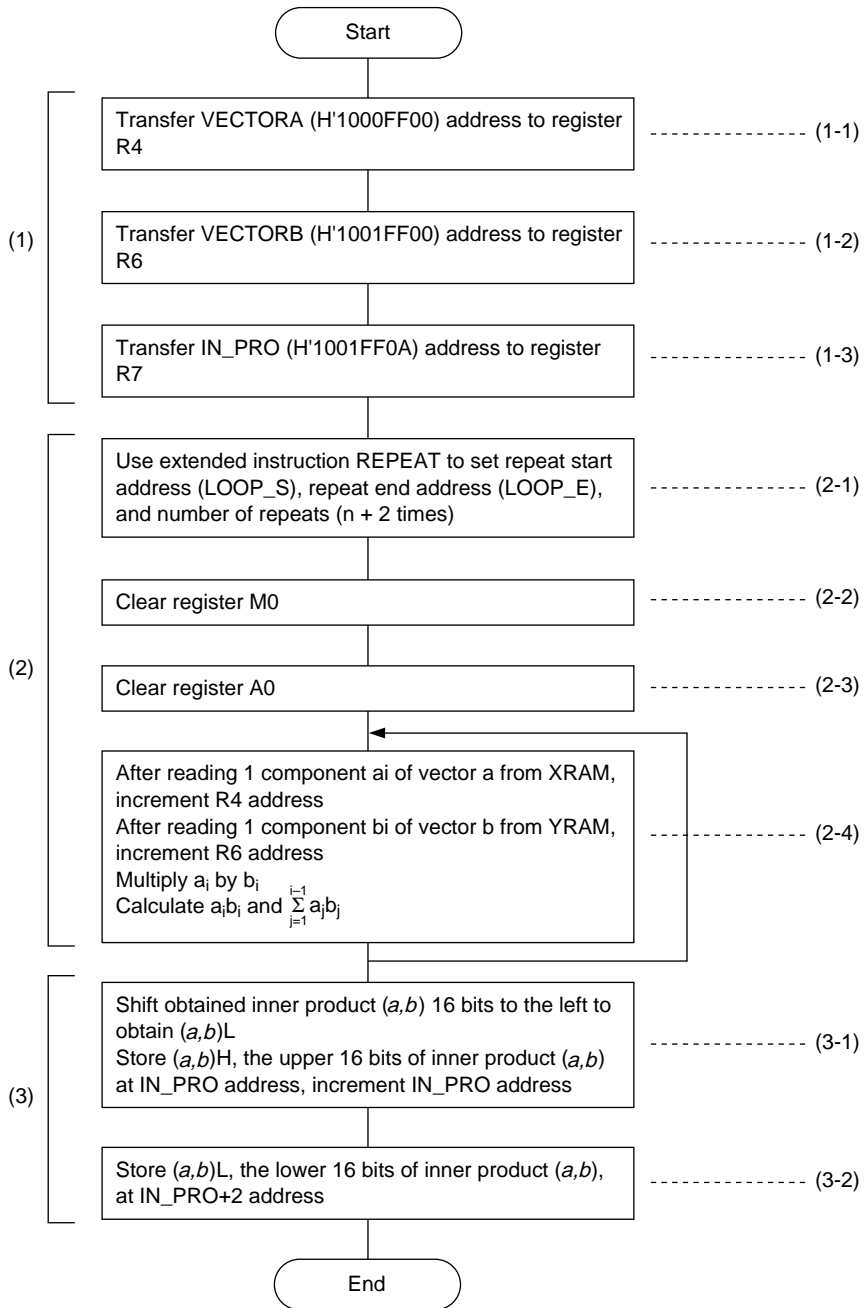 Start
Transfer VECTORA (H'1000FF00) address to register
R4
(1-1)
(1)
Transfer VECTORB (H'1001FF00) address to register
R6
(1-2)
Transfer IN_PRO (H'1001FF0A) address to register
R7
(1-3)
Use extended instruction REPEAT to set repeat start
address (LOOP_S), repeat end address (LOOP_E),
and number of repeats (n + 2 times)
(2-1)
Clear register M0
(2-2)
(2)
Clear register A0
(2-3)
After reading 1 component ai of vector a from XRAM,
increment R4 address
After reading 1 component bi of vector b from YRAM,
increment R6 address
(2-4)
Multiply aᵢ by bᵢ
Calculate aᵢbᵢ and i–1 Σ j=1 aⱼbⱼ
Shift obtained inner product (a,b) 16 bits to the left to
obtain (a,b)L
(3-1)
Store (a,b)H, the upper 16 bits of inner product (a,b)
at IN_PRO address, increment IN_PRO address
(3)
Store (a,b)L, the lower 16 bits of inner product (a,b),
at IN_PRO+2 address
(3-2)
End